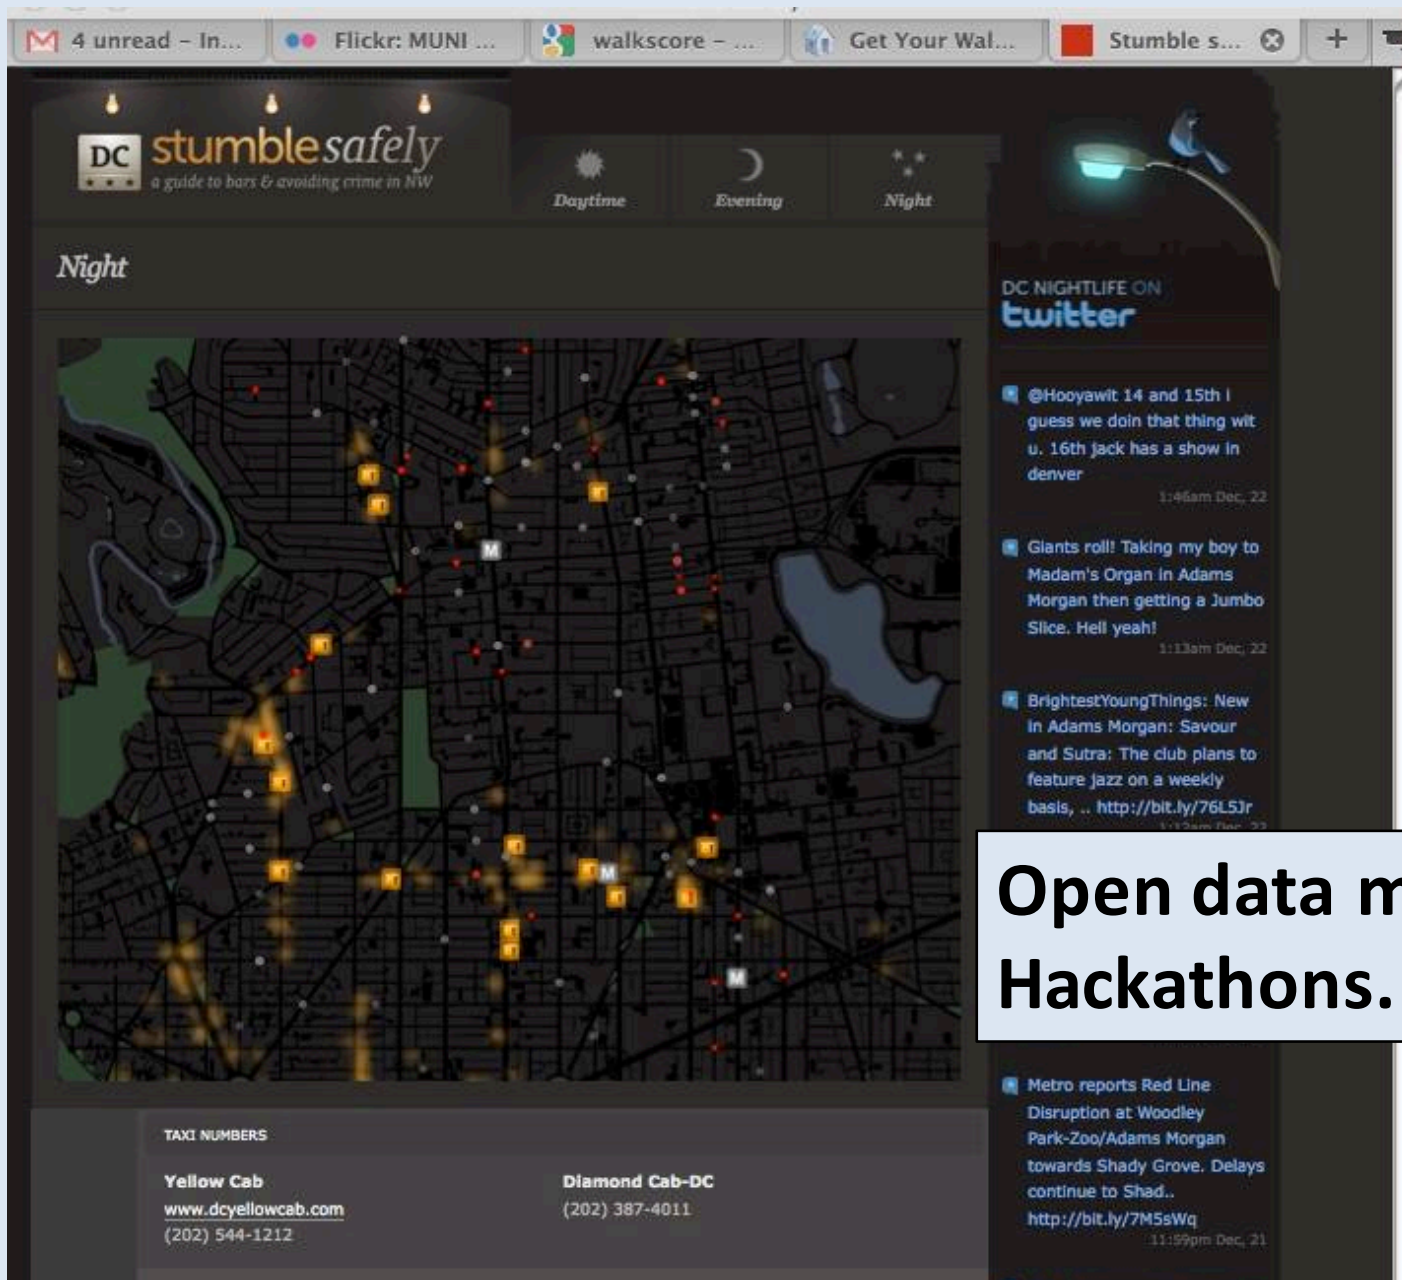 4 unread – In...
Flickr: MUNI ...
walkscore – ...
Get Your Wal...
Stumble s...
DC
stumble safely
a guide to bars & avoiding crime in NW
Daytime
Evening
Night
Night
DC NIGHTLIFE ON
twitter
@Hooyawit 14 and 15th i
guess we doin that thing wit
u. 16th jack has a show in
denver
1:46am Dec, 22
Giants roll! Taking my boy to
Madam's Organ in Adams
Morgan then getting a Jumbo
Slice. Hell yeah!
1:13am Dec, 22
BrightestYoungThings: New
in Adams Morgan: Savour
and Sutra: The club plans to
feature jazz on a weekly
basis, .. http://bit.ly/76L5Jr
1:12am Dec, 22
M
M
M
Open data m
Hackathons.
Metro reports Red Line
Disruption at Woodley
Park-Zoo/Adams Morgan
towards Shady Grove. Delays
continue to Shad..
http://bit.ly/7M5sWq
11:59pm Dec, 21
TAXI NUMBERS
Yellow Cab
www.dcyellowcab.com
(202) 544-1212
Diamond Cab-DC
(202) 387-4011